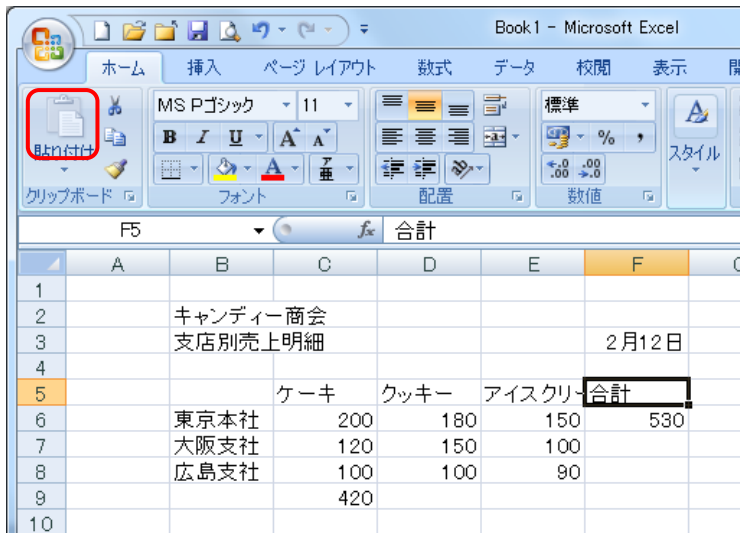 Book1 - Microsoft Excel
ホーム 挿入 ページ レイアウト 数式 データ 校閲 表示
貼り付け MS Pゴシック 11 標準
B I U A A % , スタイル
A 亜 .0 .00 .00 .0
クリップボード フォント 配置 数値
F5 fx 合計
A B C D E F
1
2 キャンディー商会
3 支店別売上明細 2月12日
4
5 ケーキ クッキー アイスクリー 合計
6 東京本社 200 180 150 530
7 大阪支社 120 150 100
8 広島支社 100 100 90
9 420
10